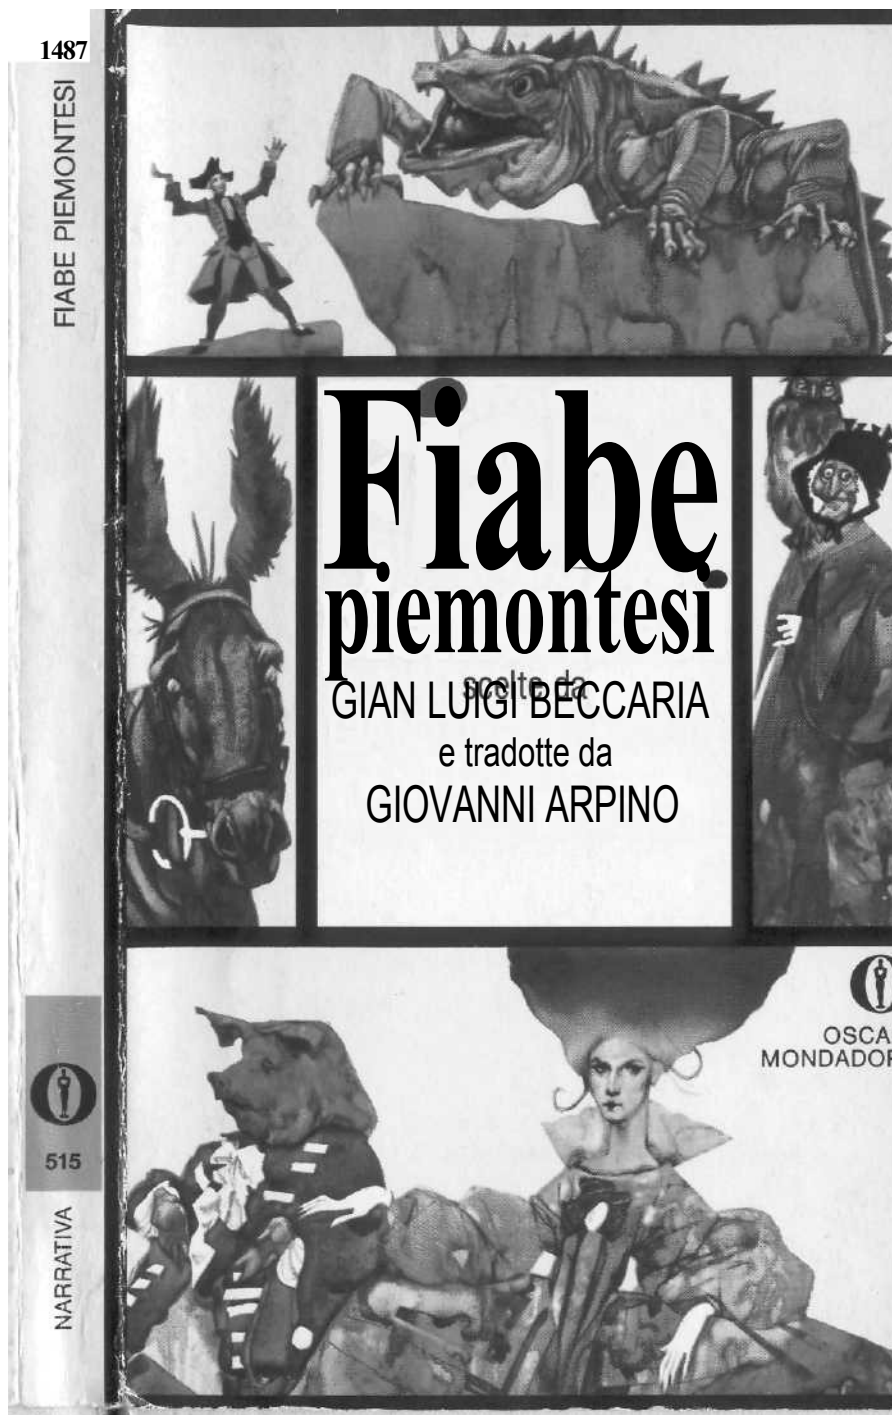 1487
FIABE PIEMONTESI
515
NARRATIVA
Fiabe
piemontesi
scelte da
GIAN LUIGI BECCARIA
e tradotte da
GIOVANNI ARPINO
OSCA
MONDADOR